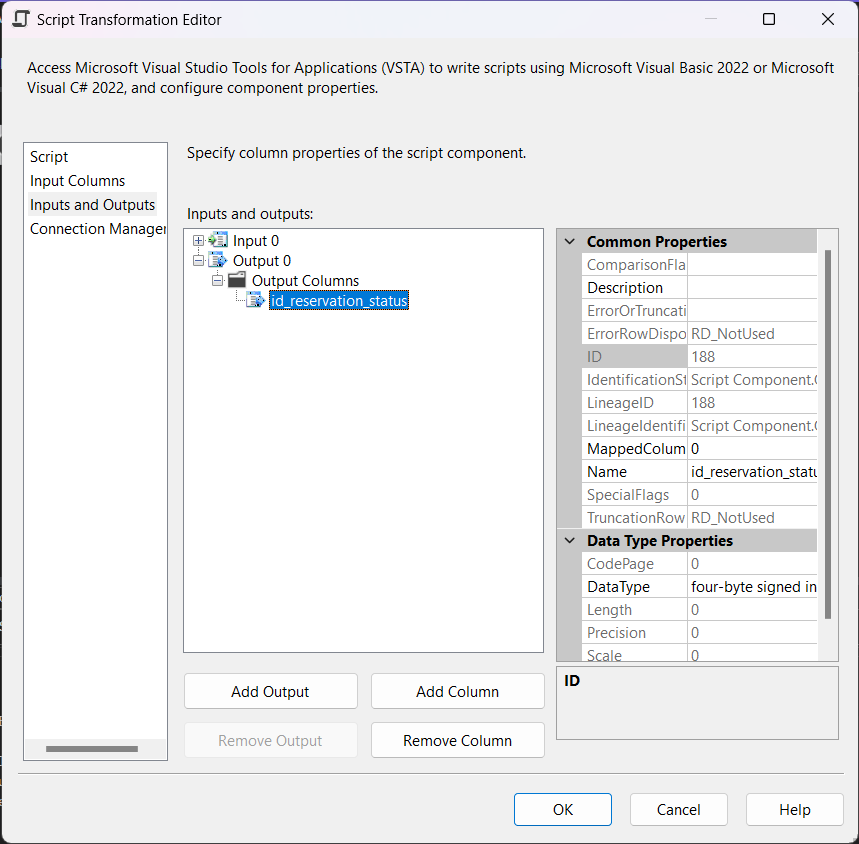 Script Transformation Editor
Access Microsoft Visual Studio Tools for Applications (VSTA) to write scripts using Microsoft Visual Basic 2022 or Microsoft
Visual C# 2022, and configure component properties.
Script
Input Columns
Inputs and Outputs
Connection Manager
Specify column properties of the script component.
Inputs and outputs:
Input 0
Output 0
Output Columns
id_reservation_status
Common Properties
ComparisonFla
Description
ErrorOrTruncati
ErrorRowDispo RD_NotUsed
ID 188
IdentificationSt Script Component.O
LineageID 188
LineageIdentifi Script Component.O
MappedColum 0
Name id_reservation_statu
SpecialFlags 0
TruncationRow RD_NotUsed
Data Type Properties
CodePage 0
DataType four-byte signed in
Length 0
Precision 0
Scale 0
Add Output
Add Column
Remove Output
Remove Column
ID
OK
Cancel
Help